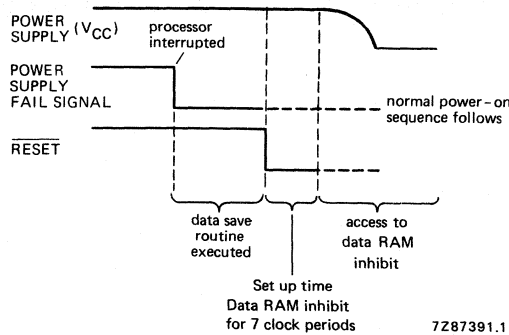 POWER
SUPPLY (VCC)
processor
interrupted
POWER
SUPPLY
FAIL SIGNAL
normal power-on
sequence follows
RESET
data save
routine
executed
access to
data RAM
inhibit
Set up time
Data RAM inhibit
for 7 clock periods
7Z87391.1